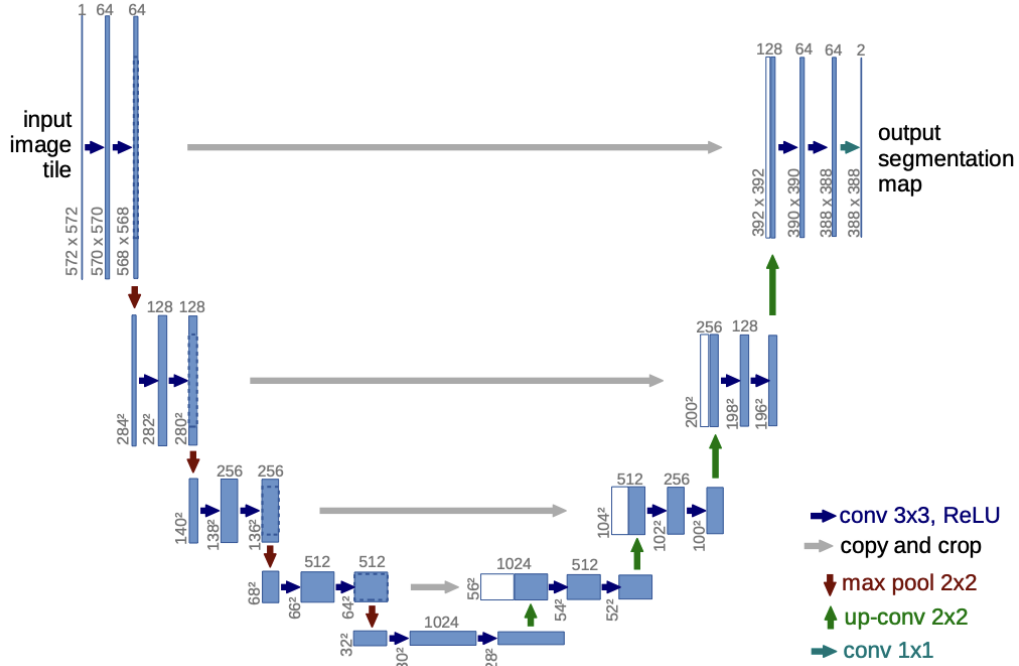 1 64 64
128 64 64 2
input
image
tile
output
segmentation
map
572 x 572
570 x 570
568 x 568
392 x 392
390 x 390
388 x 388
388 x 388
128 128
256 128
284²
282²
280²
200²
198²
196²
256 256
512 256
140²
138²
136²
104²
102²
100²
512 512
1024 512
68²
66²
64²
56²
54²
52²
1024
32²
conv 3x3, ReLU
copy and crop
max pool 2x2
up-conv 2x2
conv 1x1